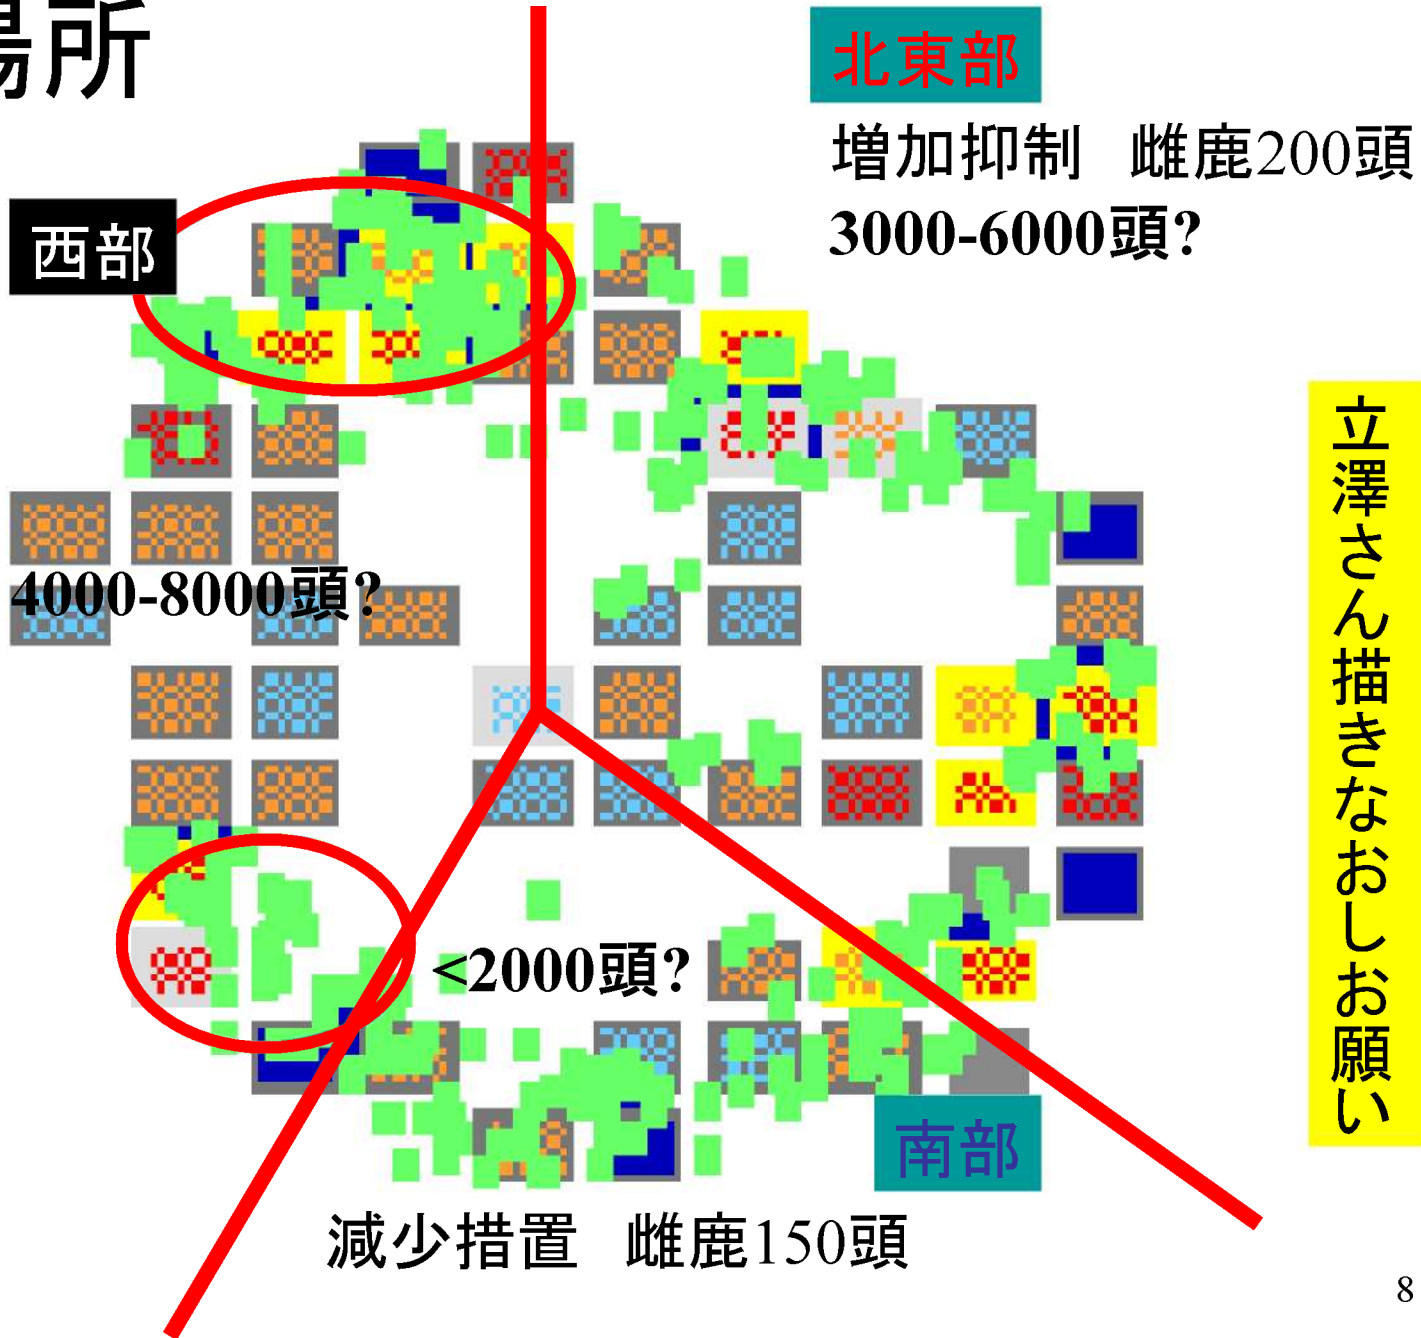 場所
北東部
増加抑制 雌鹿200頭
3000-6000頭?
西部
4000-8000頭?
立澤さん描きなおしお願い
<2000頭?
南部
減少措置 雌鹿150頭
8